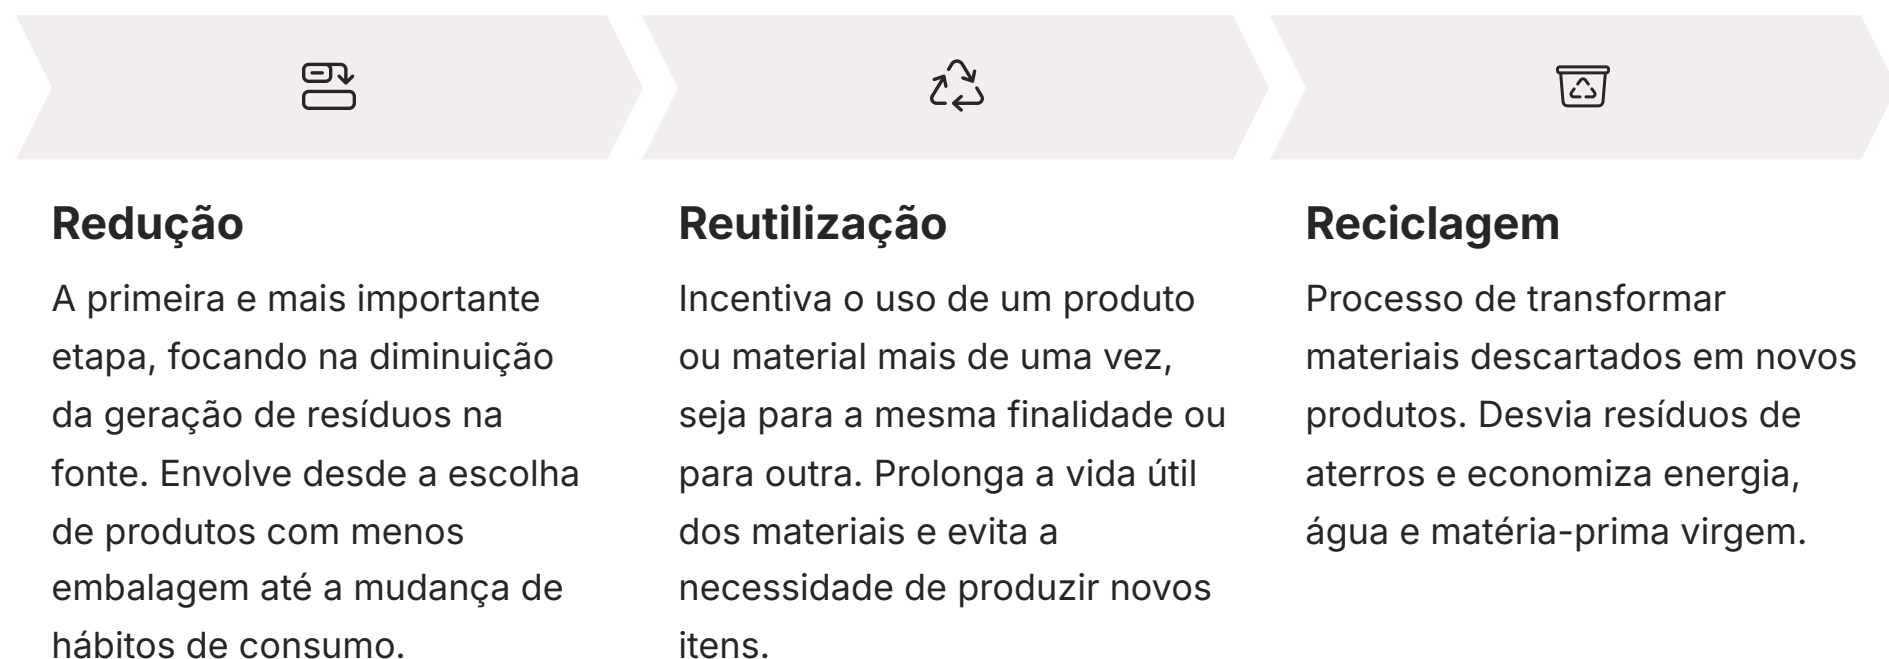 Redução
A primeira e mais importante
etapa, focando na diminuição
da geração de resíduos na
fonte. Envolve desde a escolha
de produtos com menos
embalagem até a mudança de
hábitos de consumo.
Reutilização
Incentiva o uso de um produto
ou material mais de uma vez,
seja para a mesma finalidade ou
para outra. Prolonga a vida útil
dos materiais e evita a
necessidade de produzir novos
itens.
Reciclagem
Processo de transformar
materiais descartados em novos
produtos. Desvia resíduos de
aterros e economiza energia,
água e matéria-prima virgem.